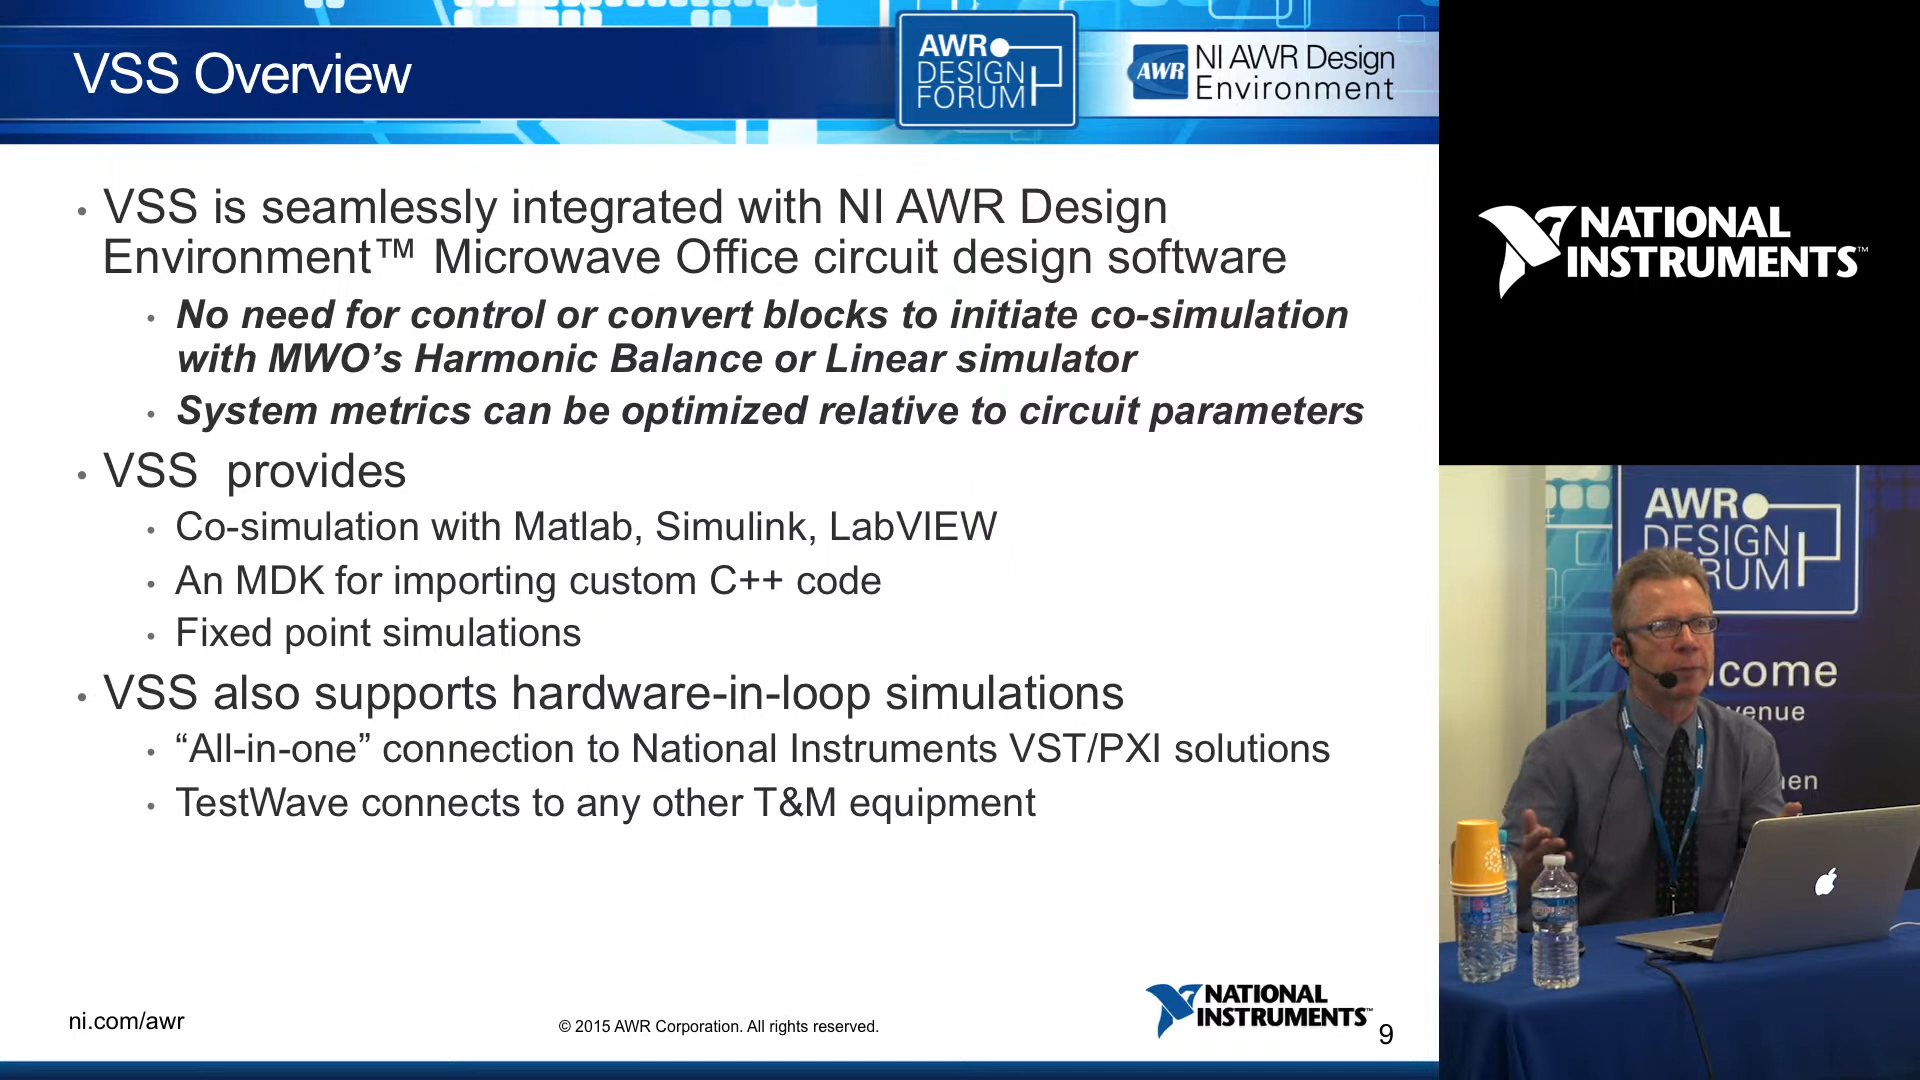 VSS Overview
AWR
DESIGN
FORUM
AWR
NI AWR Design
Environment
• VSS is seamlessly integrated with NI AWR Design
Environment™ Microwave Office circuit design software
• No need for control or convert blocks to initiate co-simulation
with MWO’s Harmonic Balance or Linear simulator
• System metrics can be optimized relative to circuit parameters
• VSS provides
• Co-simulation with Matlab, Simulink, LabVIEW
• An MDK for importing custom C++ code
• Fixed point simulations
• VSS also supports hardware-in-loop simulations
• “All-in-one” connection to National Instruments VST/PXI solutions
• TestWave connects to any other T&M equipment
ni.com/awr
© 2015 AWR Corporation. All rights reserved.
NATIONAL
INSTRUMENTS™
9
NATIONAL
INSTRUMENTS™
AWR
DESIGN
RUM
come
venue